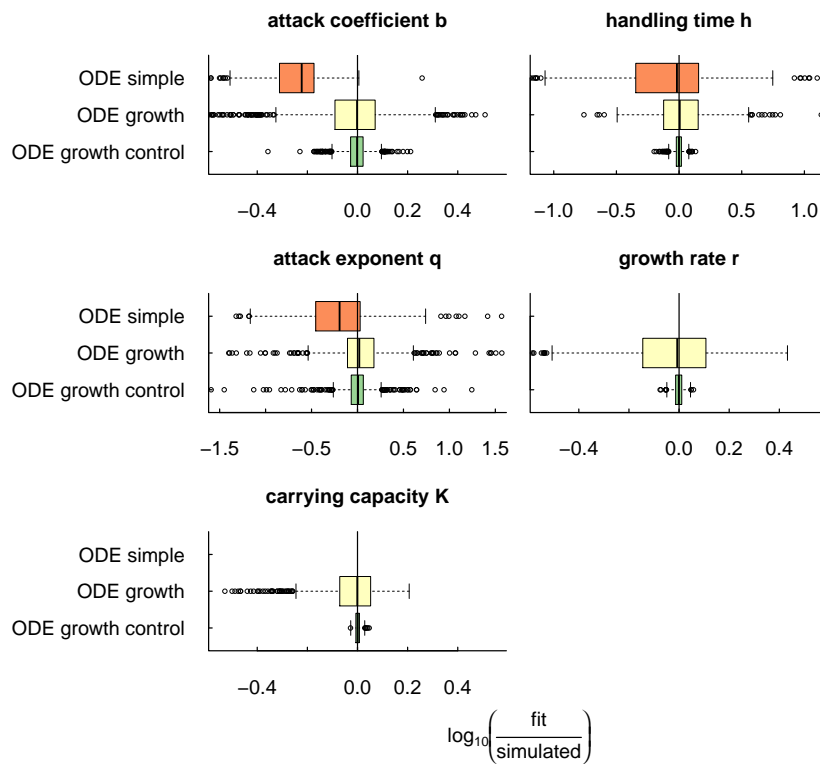 attack coefficient b
ODE simple
ODE growth
ODE growth control
−0.4 0.0 0.2 0.4
handling time h
−1.0 −0.5 0.0 0.5 1.0
attack exponent q
ODE simple
ODE growth
ODE growth control
−1.5 −0.5 0.5 1.0 1.5
growth rate r
−0.4 0.0 0.2 0.4
carrying capacity K
ODE simple
ODE growth
ODE growth control
−0.4 0.0 0.2 0.4
log10(fit/simulated)